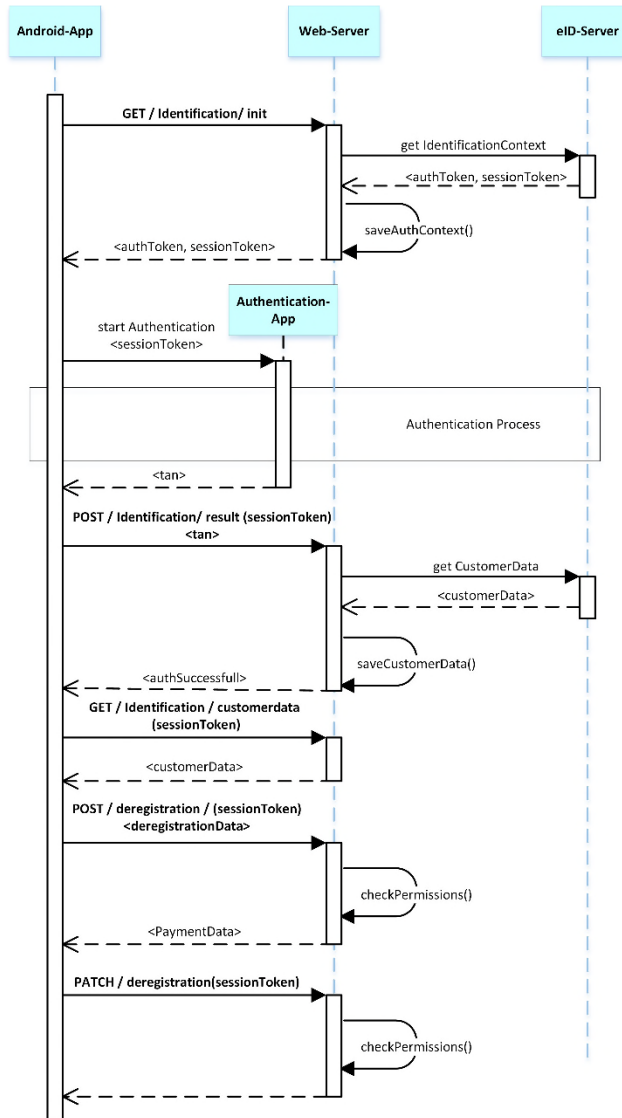 Android-App
Web-Server
eID-Server
GET / Identification/ init
get IdentificationContext
<authToken, sessionToken>
saveAuthContext()
<authToken, sessionToken>
Authentication-
App
start Authentication
<sessionToken>
Authentication Process
<tan>
POST / Identification/ result (sessionToken)
<tan>
get CustomerData
<customerData>
saveCustomerData()
<authSuccessfull>
GET / Identification / customerdata
(sessionToken)
<customerData>
POST / deregistration / (sessionToken)
<deregistrationData>
checkPermissions()
<PaymentData>
PATCH / deregistration(sessionToken)
checkPermissions()